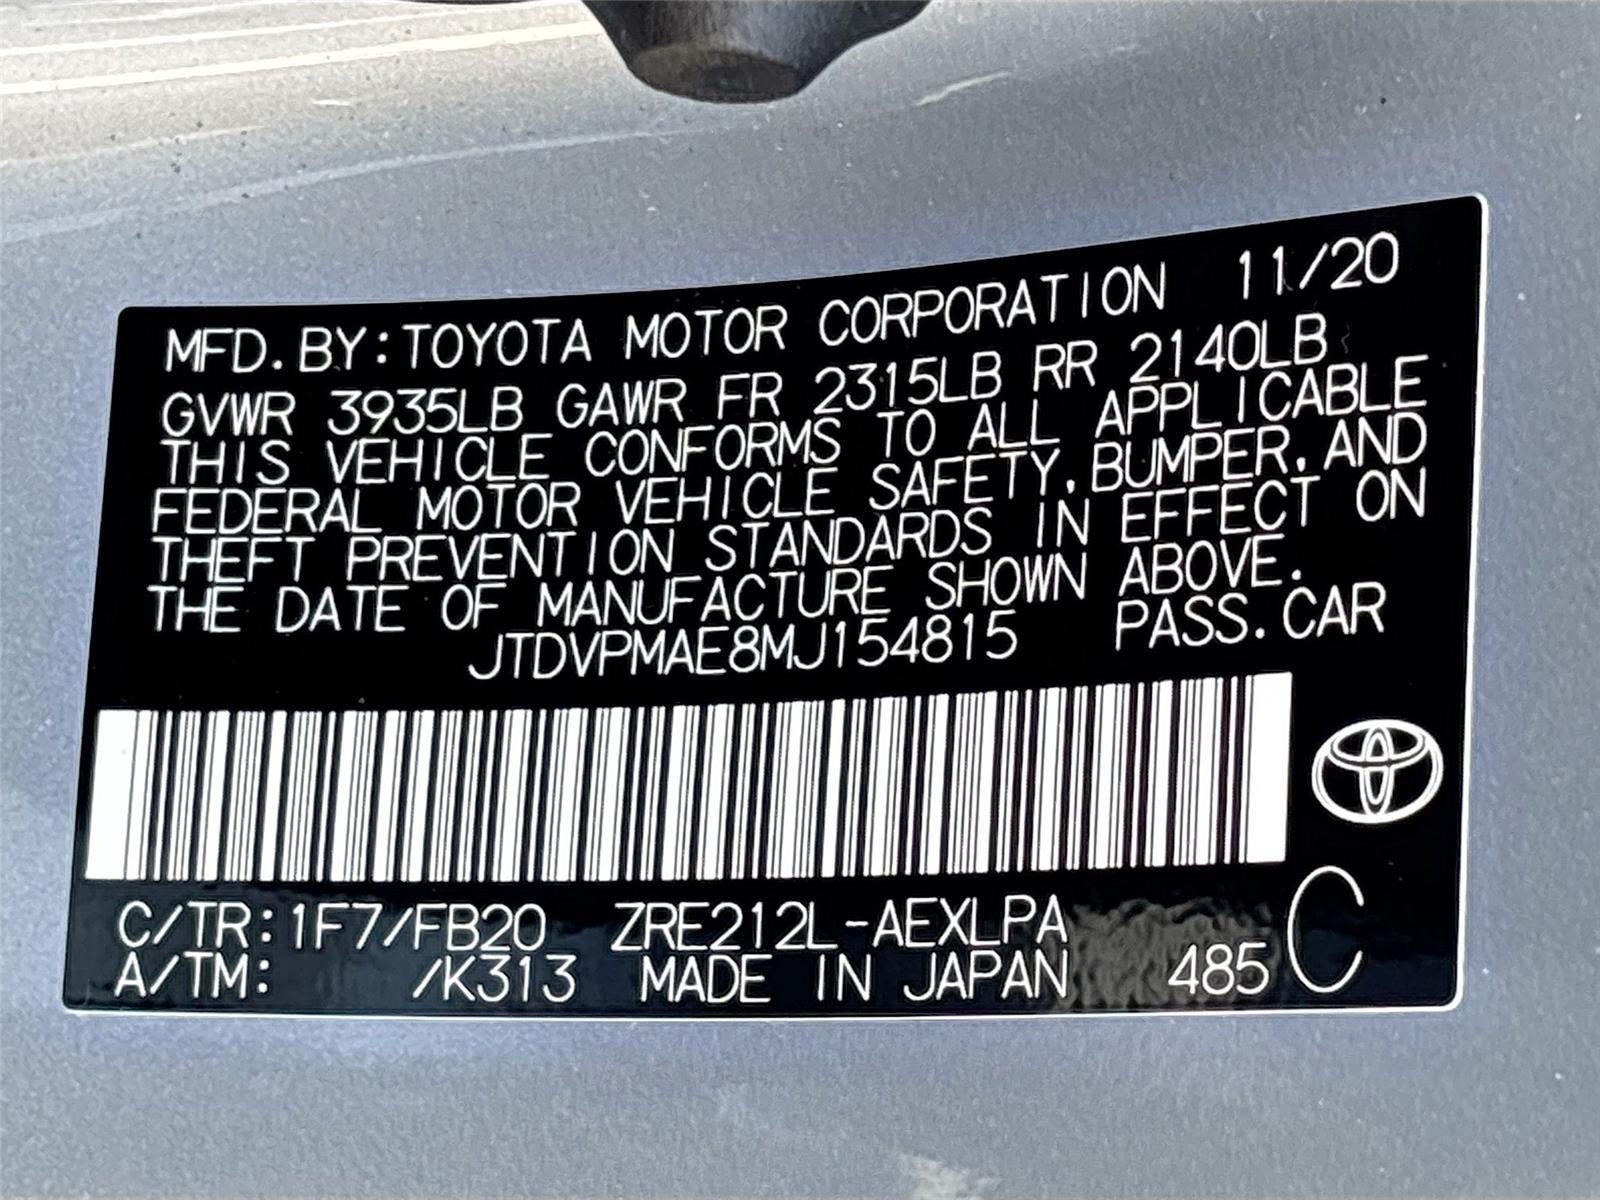 MFD. BY: TOYOTA MOTOR CORPORATION 11/20
GVWR 3935LB GAWR FR 2315LB RR 2140LB
THIS VEHICLE CONFORMS TO ALL APPLICABLE
FEDERAL MOTOR VEHICLE SAFETY, BUMPER, AND
THEFT PREVENTION STANDARDS IN EFFECT ON
THE DATE OF MANUFACTURE SHOWN ABOVE.
JTDVPMAE8MJ154815 PASS. CAR
C/TR: 1F7/FB20 ZRE212L-AEXLPA
A/TM: /K313 MADE IN JAPAN 485 C